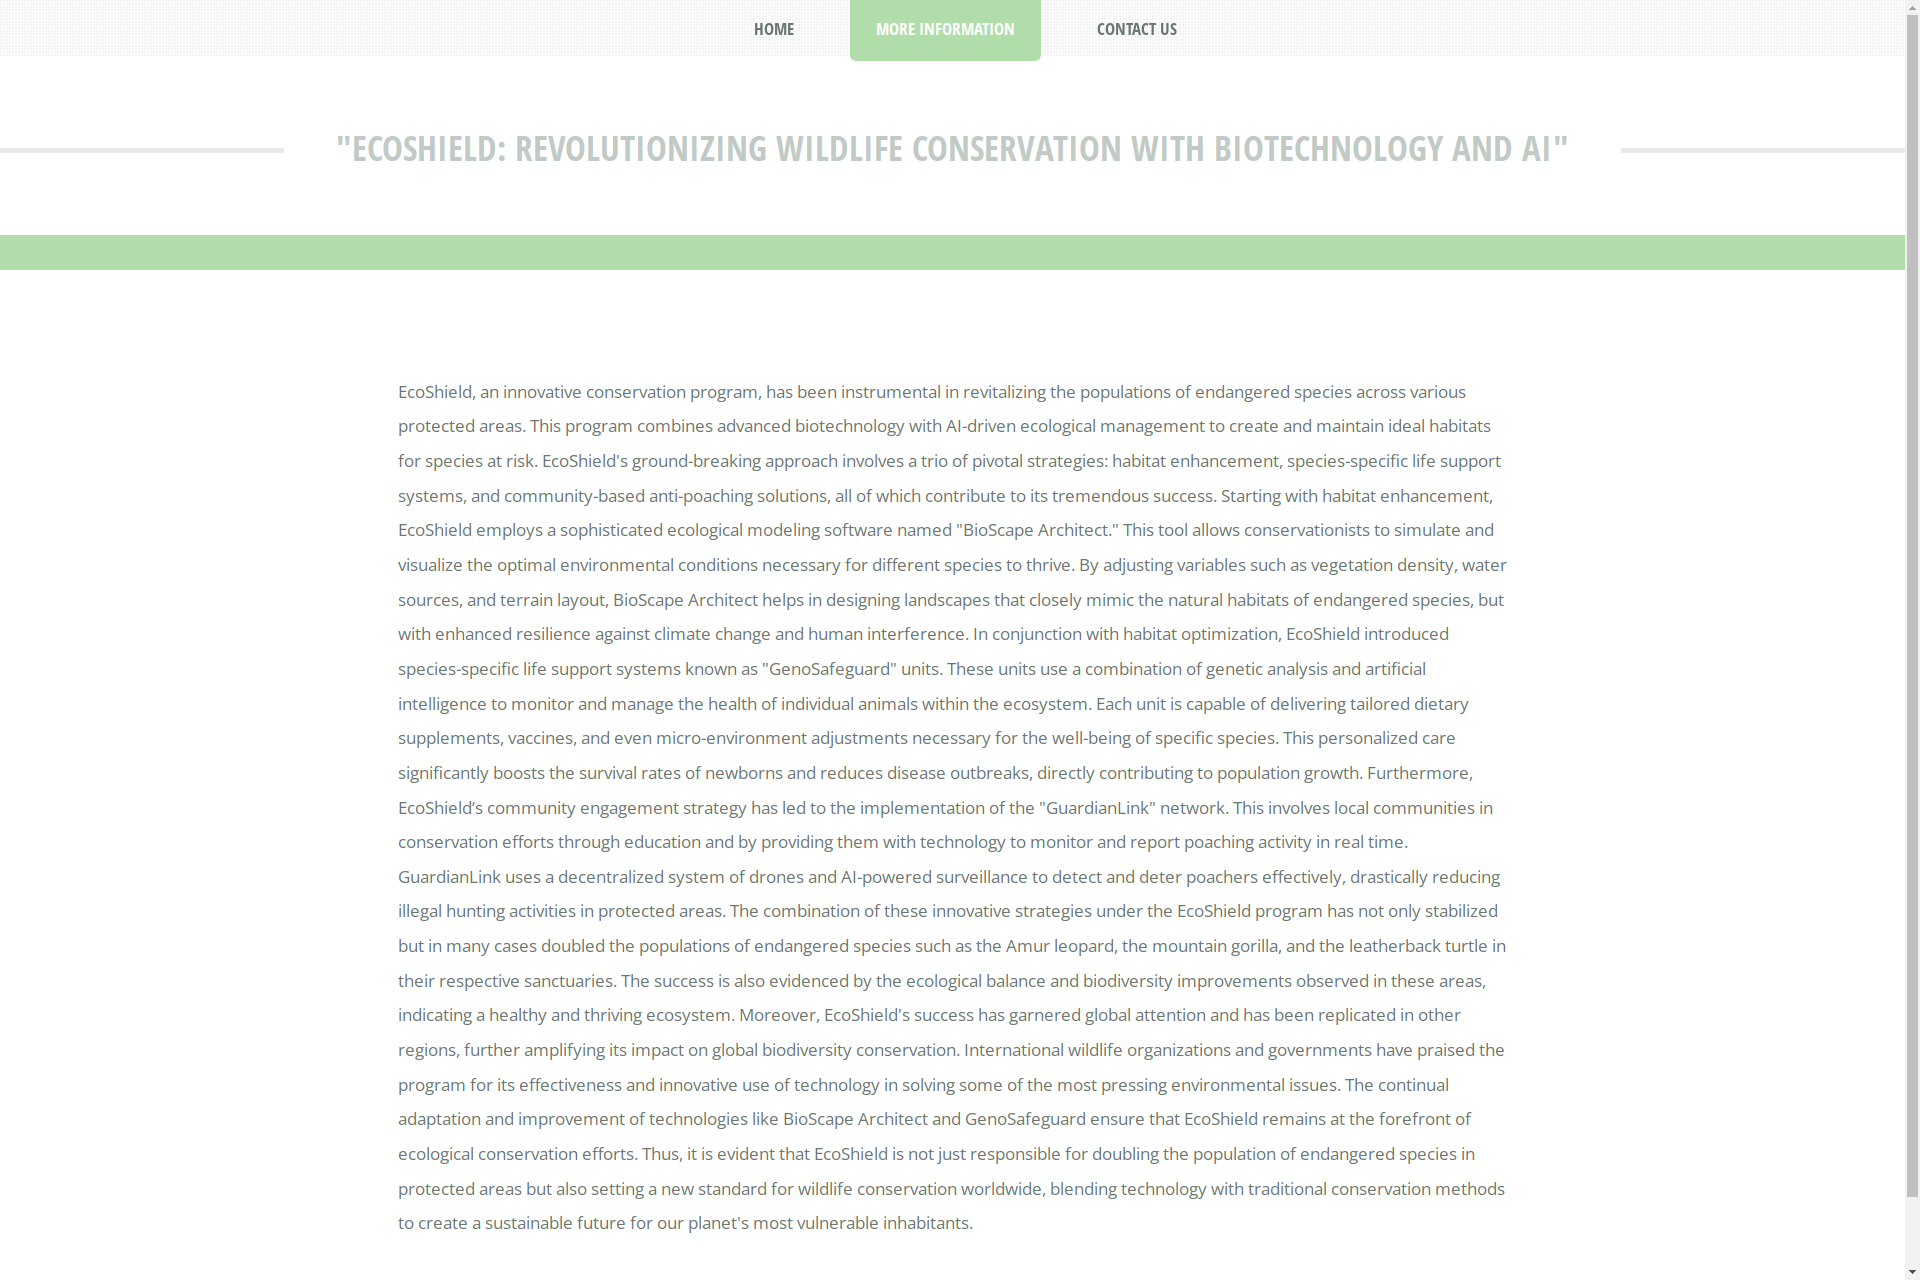 HOME MORE INFORMATION CONTACT US
"ECOSHIELD: REVOLUTIONIZING WILDLIFE CONSERVATION WITH BIOTECHNOLOGY AND AI"
EcoShield, an innovative conservation program, has been instrumental in revitalizing the populations of endangered species across various
protected areas. This program combines advanced biotechnology with AI-driven ecological management to create and maintain ideal habitats
for species at risk. EcoShield's ground-breaking approach involves a trio of pivotal strategies: habitat enhancement, species-specific life support
systems, and community-based anti-poaching solutions, all of which contribute to its tremendous success. Starting with habitat enhancement,
EcoShield employs a sophisticated ecological modeling software named "BioScape Architect." This tool allows conservationists to simulate and
visualize the optimal environmental conditions necessary for different species to thrive. By adjusting variables such as vegetation density, water
sources, and terrain layout, BioScape Architect helps in designing landscapes that closely mimic the natural habitats of endangered species, but
with enhanced resilience against climate change and human interference. In conjunction with habitat optimization, EcoShield introduced
species-specific life support systems known as "GenoSafeguard" units. These units use a combination of genetic analysis and artificial
intelligence to monitor and manage the health of individual animals within the ecosystem. Each unit is capable of delivering tailored dietary
supplements, vaccines, and even micro-environment adjustments necessary for the well-being of specific species. This personalized care
significantly boosts the survival rates of newborns and reduces disease outbreaks, directly contributing to population growth. Furthermore,
EcoShield’s community engagement strategy has led to the implementation of the "GuardianLink" network. This involves local communities in
conservation efforts through education and by providing them with technology to monitor and report poaching activity in real time.
GuardianLink uses a decentralized system of drones and AI-powered surveillance to detect and deter poachers effectively, drastically reducing
illegal hunting activities in protected areas. The combination of these innovative strategies under the EcoShield program has not only stabilized
but in many cases doubled the populations of endangered species such as the Amur leopard, the mountain gorilla, and the leatherback turtle in
their respective sanctuaries. The success is also evidenced by the ecological balance and biodiversity improvements observed in these areas,
indicating a healthy and thriving ecosystem. Moreover, EcoShield's success has garnered global attention and has been replicated in other
regions, further amplifying its impact on global biodiversity conservation. International wildlife organizations and governments have praised the
program for its effectiveness and innovative use of technology in solving some of the most pressing environmental issues. The continual
adaptation and improvement of technologies like BioScape Architect and GenoSafeguard ensure that EcoShield remains at the forefront of
ecological conservation efforts. Thus, it is evident that EcoShield is not just responsible for doubling the population of endangered species in
protected areas but also setting a new standard for wildlife conservation worldwide, blending technology with traditional conservation methods
to create a sustainable future for our planet's most vulnerable inhabitants.